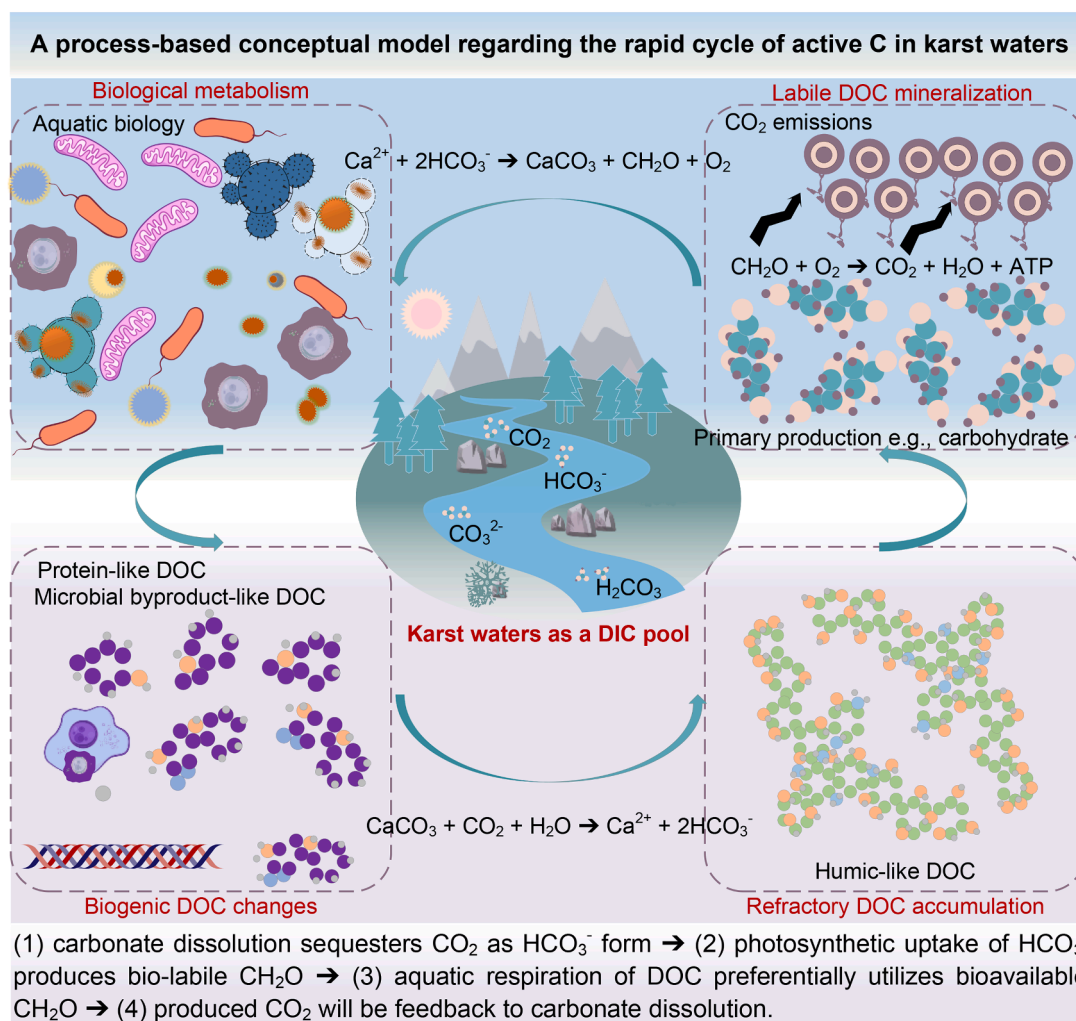 A process-based conceptual model regarding the rapid cycle of active C in karst waters
Biological metabolism
Aquatic biology
Ca²⁺ + 2HCO₃⁻ ➔ CaCO₃ + CH₂O + O₂
Labile DOC mineralization
CO₂ emissions
CH₂O + O₂ ➔ CO₂ + H₂O + ATP
Primary production e.g., carbohydrate
CO₂
HCO₃⁻
CO₃²⁻
H₂CO₃
Karst waters as a DIC pool
Protein-like DOC
Microbial byproduct-like DOC
Biogenic DOC changes
CaCO₃ + CO₂ + H₂O ➔ Ca²⁺ + 2HCO₃⁻
Humic-like DOC
Refractory DOC accumulation
(1) carbonate dissolution sequesters CO₂ as HCO₃⁻ form ➔ (2) photosynthetic uptake of HCO₃
produces bio-labile CH₂O ➔ (3) aquatic respiration of DOC preferentially utilizes bioavailable
CH₂O ➔ (4) produced CO₂ will be feedback to carbonate dissolution.